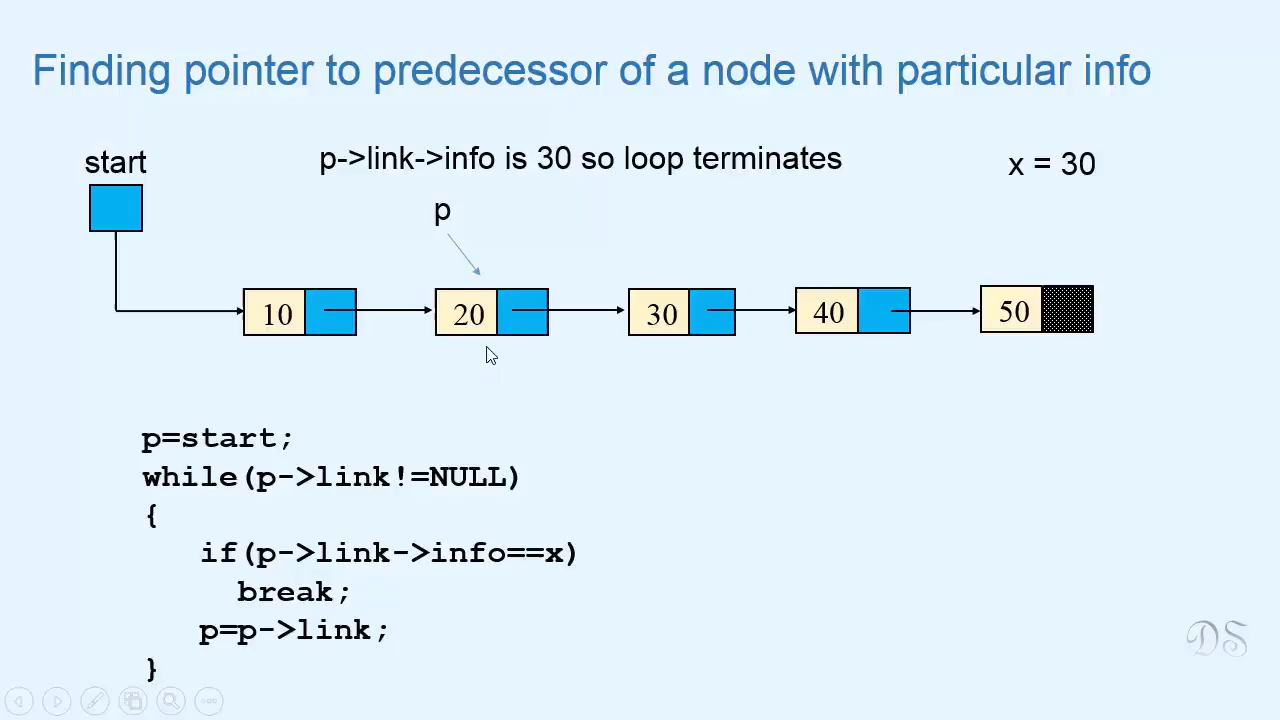 Finding pointer to predecessor of a node with particular info
start
p->link->info is 30 so loop terminates
x = 30
p
10 20 30 40 50
p=start;
while(p->link!=NULL)
{
if(p->link->info==x)
break;
p=p->link;
}
DS